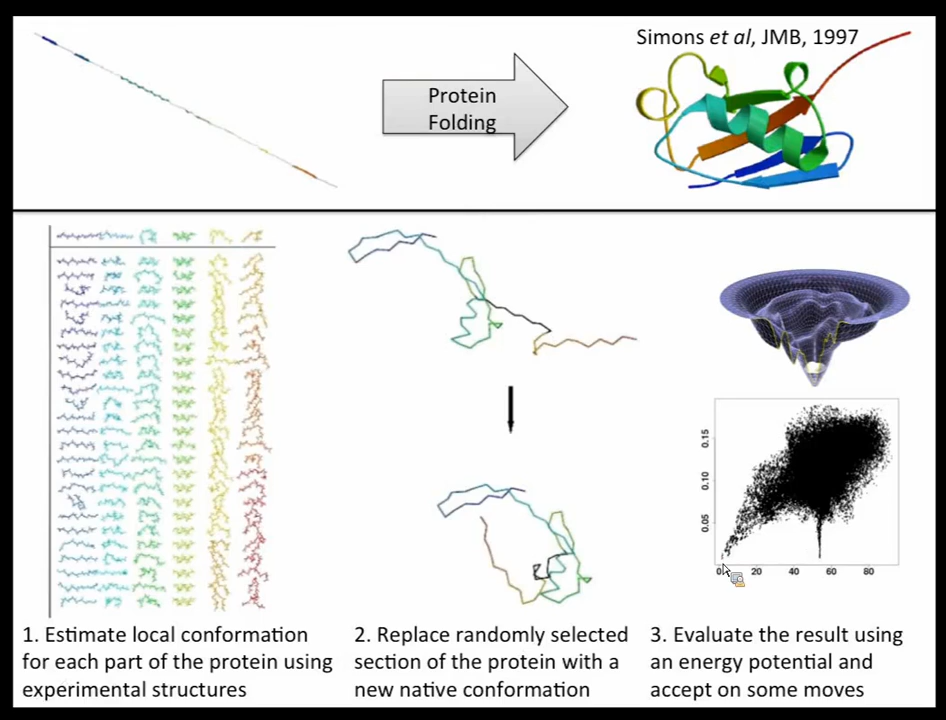 Simons et al, JMB, 1997
Protein
Folding
0.15
0.10
0.05
0
20
40
60
80
1. Estimate local conformation
for each part of the protein using
experimental structures
2. Replace randomly selected
section of the protein with a
new native conformation
3. Evaluate the result using
an energy potential and
accept on some moves